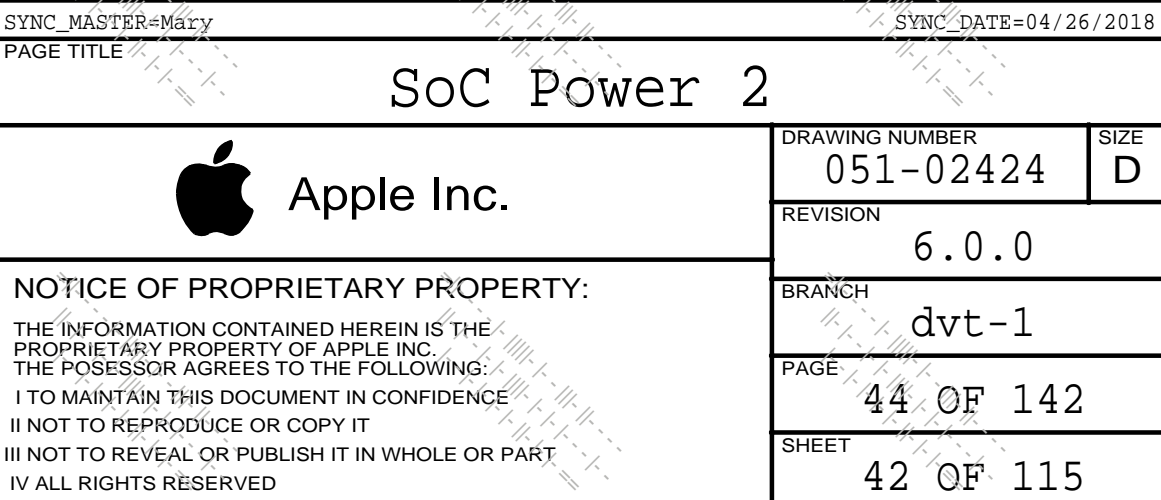 SYNC_MASTER=Mary SYNC_DATE=04/26/2018
PAGE TITLE
SoC Power 2
Apple Inc.
DRAWING NUMBER
051-02424
SIZE
D
REVISION
6.0.0
NOTICE OF PROPRIETARY PROPERTY:
THE INFORMATION CONTAINED HEREIN IS THE
PROPRIETARY PROPERTY OF APPLE INC.
THE POSESSOR AGREES TO THE FOLLOWING:
I TO MAINTAIN THIS DOCUMENT IN CONFIDENCE
II NOT TO REPRODUCE OR COPY IT
III NOT TO REVEAL OR PUBLISH IT IN WHOLE OR PART
IV ALL RIGHTS RESERVED
BRANCH
dvt-1
PAGE
44 OF 142
SHEET
42 OF 115